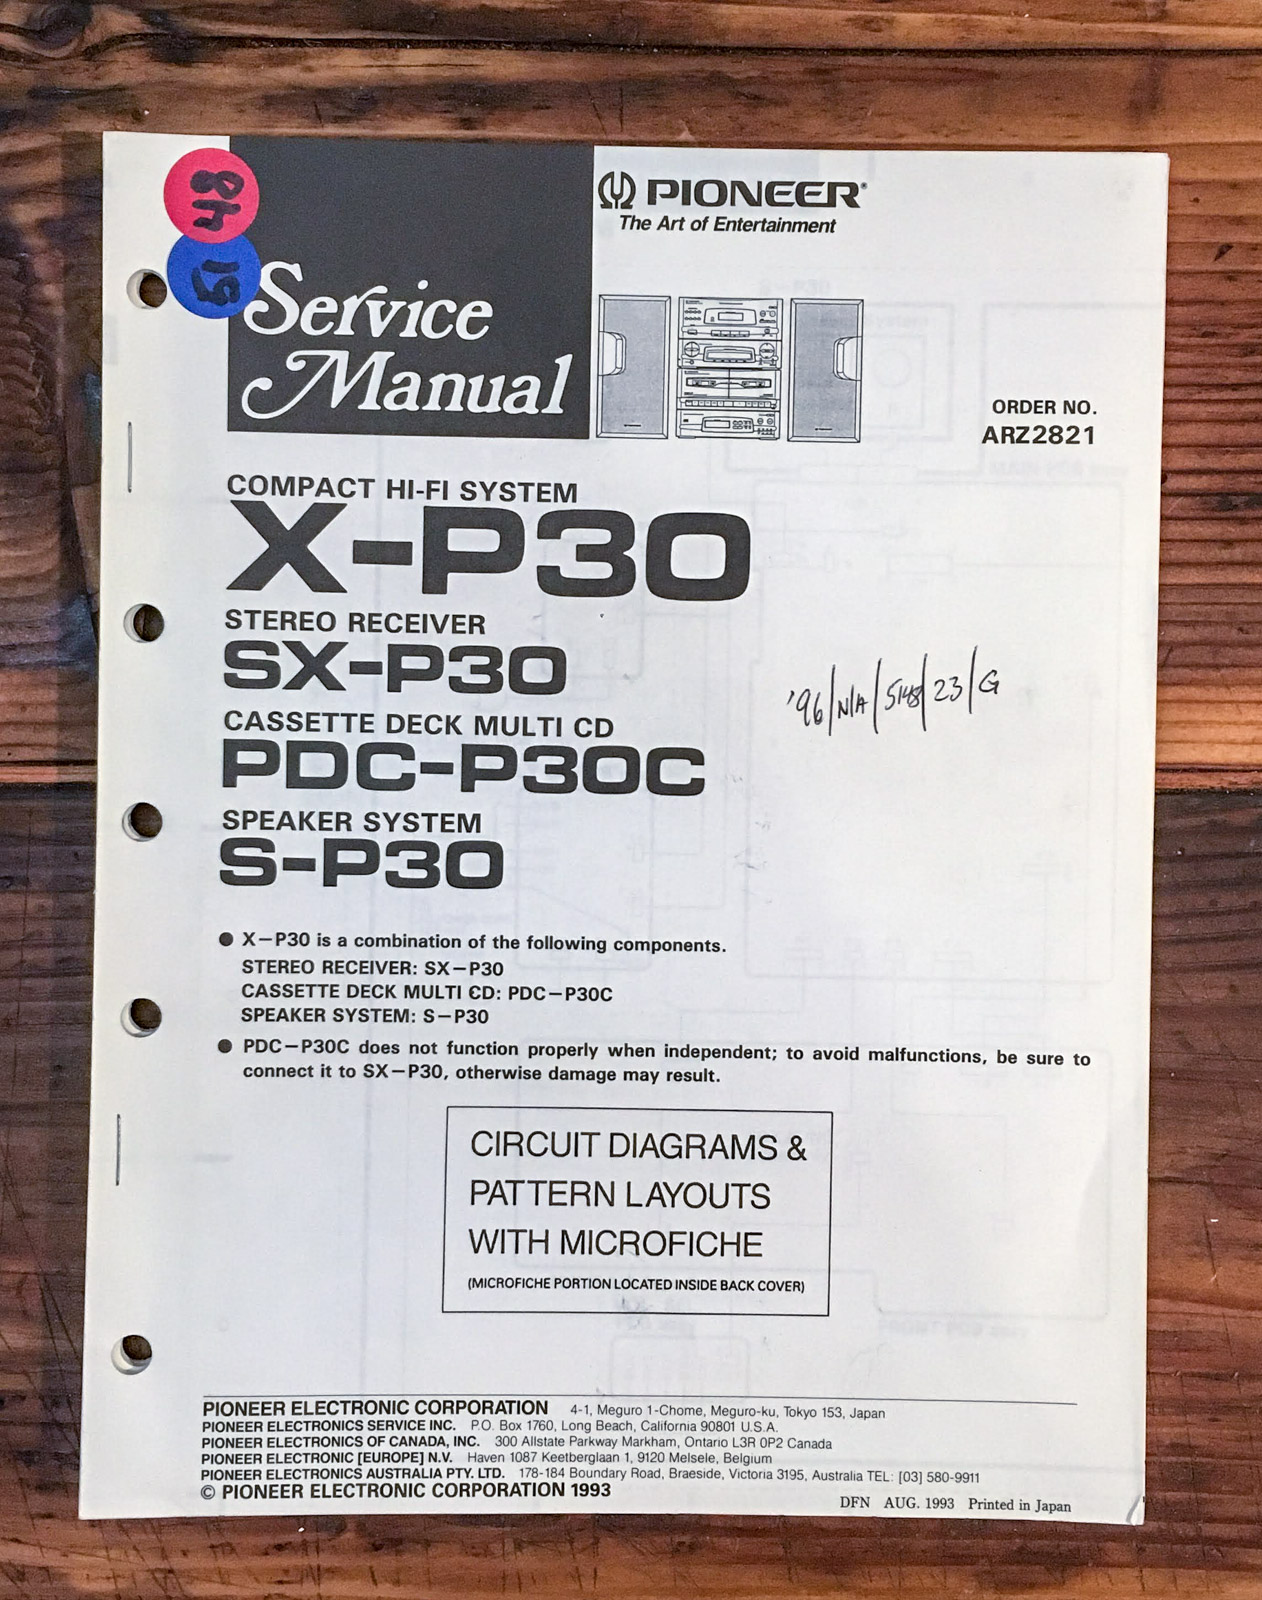 48
51
Service
Manual
PIONEER®
The Art of Entertainment
ORDER NO.
ARZ2821
COMPACT HI-FI SYSTEM
X-P30
STEREO RECEIVER
SX-P30
CASSETTE DECK MULTI CD
PDC-P30C
SPEAKER SYSTEM
S-P30
'96/N/A/5148/23/G
● X-P30 is a combination of the following components.
STEREO RECEIVER: SX-P30
CASSETTE DECK MULTI CD: PDC-P30C
SPEAKER SYSTEM: S-P30
● PDC-P30C does not function properly when independent; to avoid malfunctions, be sure to
connect it to SX-P30, otherwise damage may result.
CIRCUIT DIAGRAMS &
PATTERN LAYOUTS
WITH MICROFICHE
(MICROFICHE PORTION LOCATED INSIDE BACK COVER)
PIONEER ELECTRONIC CORPORATION 4-1, Meguro 1-Chome, Meguro-ku, Tokyo 153, Japan
PIONEER ELECTRONICS SERVICE INC. P.O. Box 1760, Long Beach, California 90801 U.S.A.
PIONEER ELECTRONICS OF CANADA, INC. 300 Allstate Parkway Markham, Ontario L3R 0P2 Canada
PIONEER ELECTRONIC [EUROPE] N.V. Haven 1087 Keetberglaan 1, 9120 Melsele, Belgium
PIONEER ELECTRONICS AUSTRALIA PTY. LTD. 178-184 Boundary Road, Braeside, Victoria 3195, Australia TEL: [03] 580-9911
© PIONEER ELECTRONIC CORPORATION 1993
DFN AUG. 1993 Printed in Japan